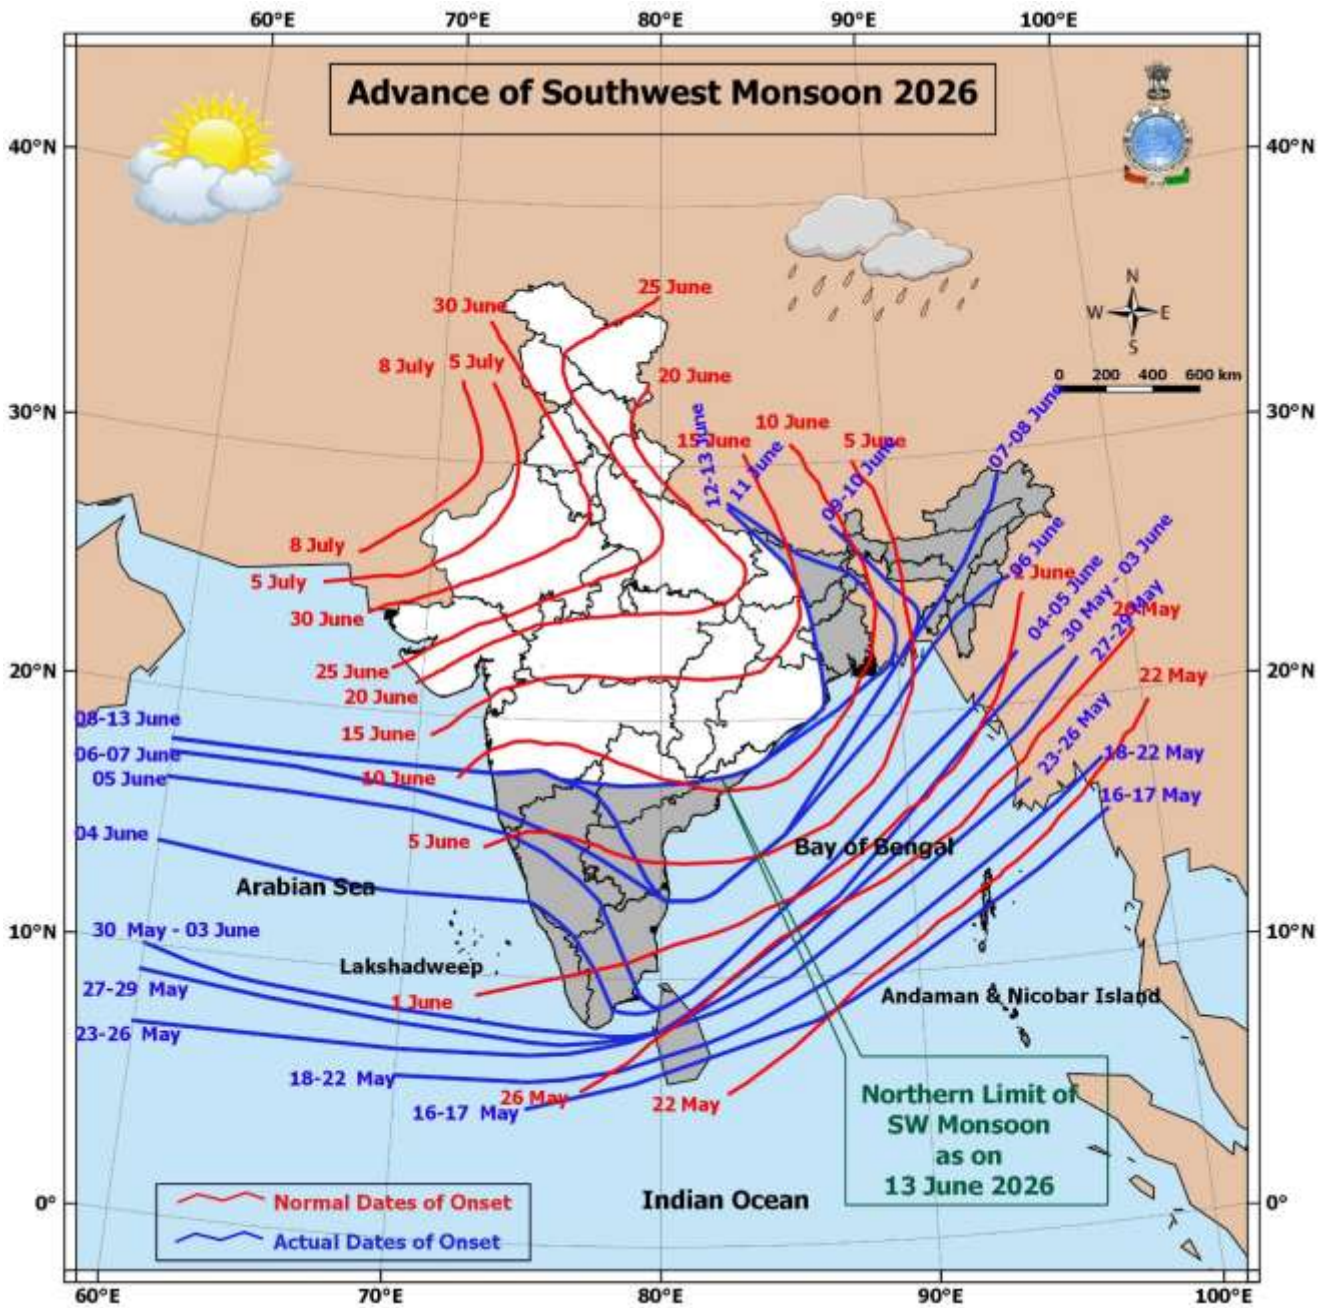 60°E 70°E 80°E 90°E 100°E
Advance of Southwest Monsoon 2026
40°N 40°N
N
W E
S
0 200 400 600 km
25 June
30 June
8 July 5 July
20 June
30°N 30°N
12-13 June
15 June
11 June
10 June
5 June
09-10 June
07-08 June
06 June
1 June
04-05 June
30 May - 03 June
27-29 May
26 May
8 July
5 July
30 June
25 June
20 June
15 June
10 June
5 June
20°N 20°N
22 May
23-26 May
18-22 May
16-17 May
08-13 June
06-07 June
05 June
04 June
Bay of Bengal
Arabian Sea
10°N 10°N
30 May - 03 June
Lakshadweep
27-29 May
1 June
Andaman & Nicobar Island
23-26 May
18-22 May
26 May
16-17 May
22 May
Northern Limit of
SW Monsoon
as on
13 June 2026
0° 0°
Indian Ocean
Normal Dates of Onset
Actual Dates of Onset
60°E 70°E 80°E 90°E 100°E